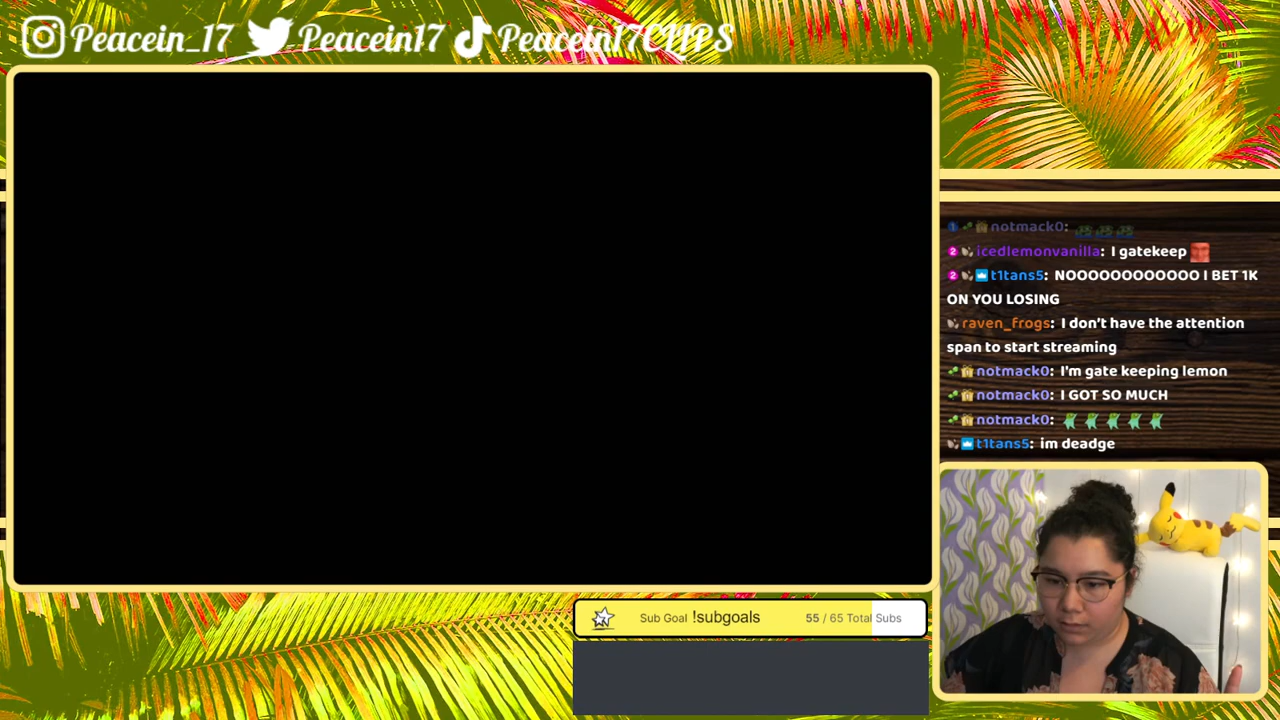 Peacein_17 Peacein17 Peacein17CLIPS
notmack0:
icedlemonvanilla: I gatekeep
t1tans5: NOOOOOOOOOOOO I BET 1K
ON YOU LOSING
raven_frogs: I don't have the attention
span to start streaming
notmack0: I'm gate keeping lemon
notmack0: I GOT SO MUCH
notmack0:
t1tans5: im deadge
Sub Goal !subgoals 55 / 65 Total Subs